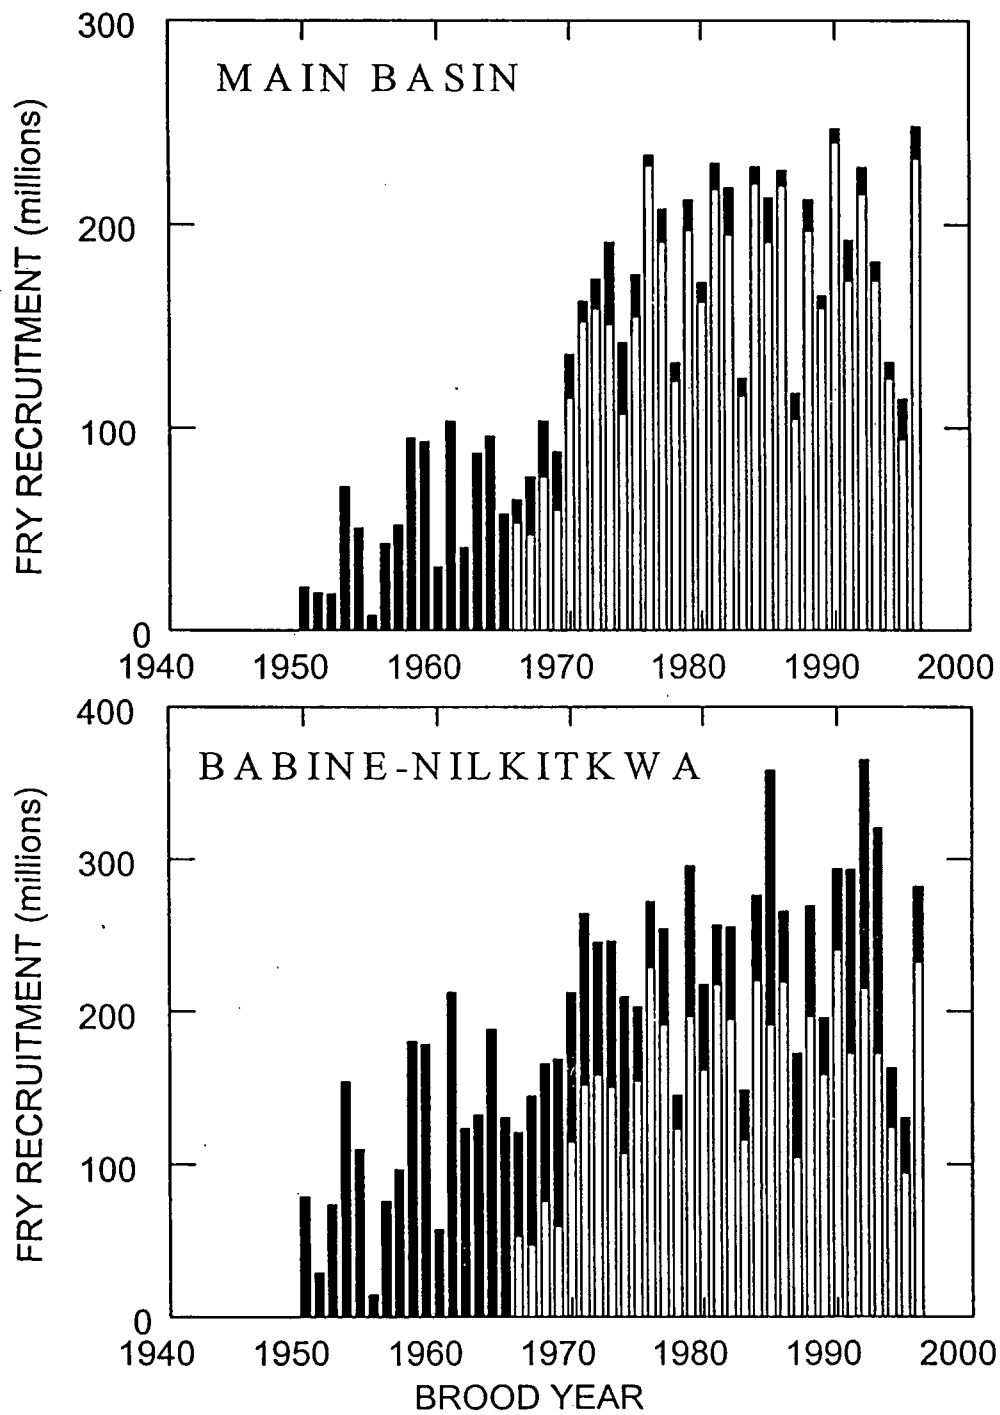 MAIN BASIN
FRY RECRUITMENT (millions)
300
200
100
0
1940 1950 1960 1970 1980 1990 2000
BABINE-NILKITKWA
FRY RECRUITMENT (millions)
400
300
200
100
0
1940 1950 1960 1970 1980 1990 2000
BROOD YEAR